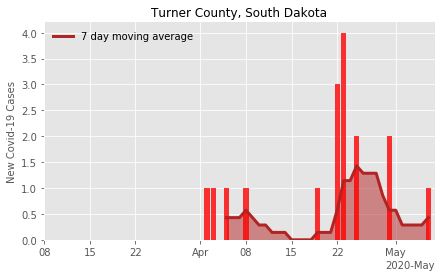 Turner County, South Dakota
7 day moving average
New Covid-19 Cases
4.0
3.5
3.0
2.5
2.0
1.5
1.0
0.5
0.0
08 15 22 Apr 08 15 22 May
2020-May